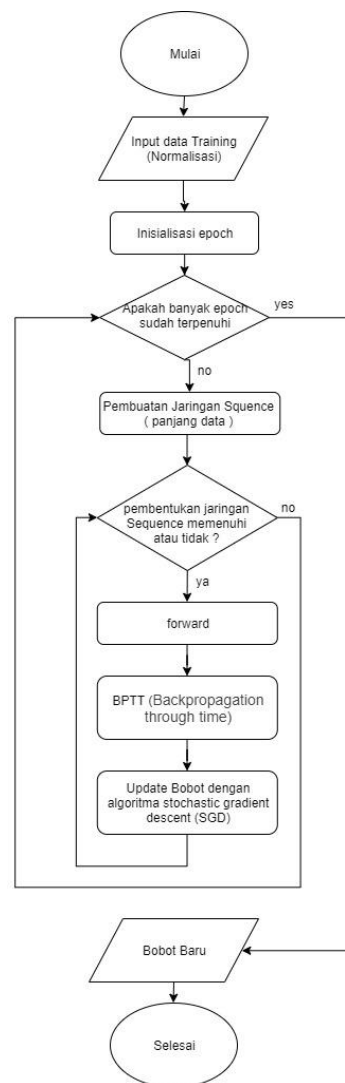 Mulai
Input data Training
(Normalisasi)
Inisialisasi epoch
Apakah banyak epoch
sudah terpenuhi
yes
no
Pembuatan Jaringan Squence
( panjang data )
pembentukan jaringan
Sequence memenuhi
atau tidak ?
no
ya
forward
BPTT (Backpropagation
through time)
Update Bobot dengan
algoritma stochastic gradient
descent (SGD)
Bobot Baru
Selesai